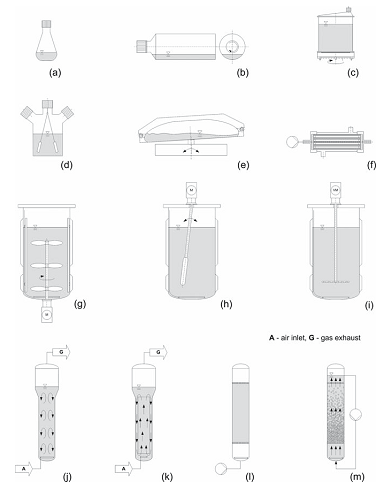 (a)
(b)
(c)
(d)
(e)
(f)
M
M
(g)
(h)
(i)
M
A - air inlet, G - gas exhaust
G
G
A
A
(j)
(k)
(l)
(m)